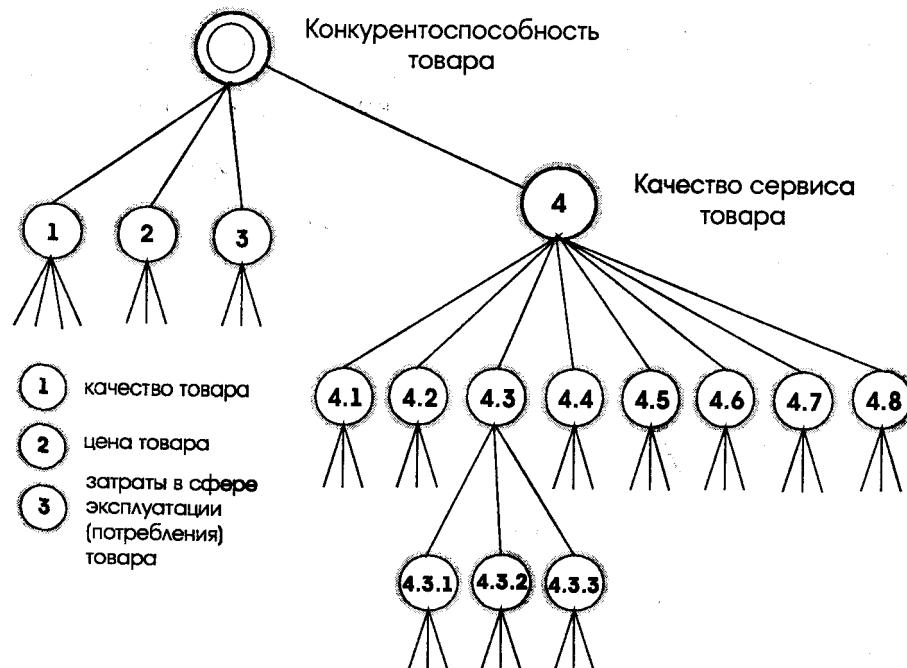 Конкурентоспособность
товара
4
Качество сервиса
товара
1
2
3
4.1
4.2
4.3
4.4
4.5
4.6
4.7
4.8
1 качество товара
2 цена товара
3 затраты в сфере
эксплуатации
(потребления)
товара
4.3.1
4.3.2
4.3.3